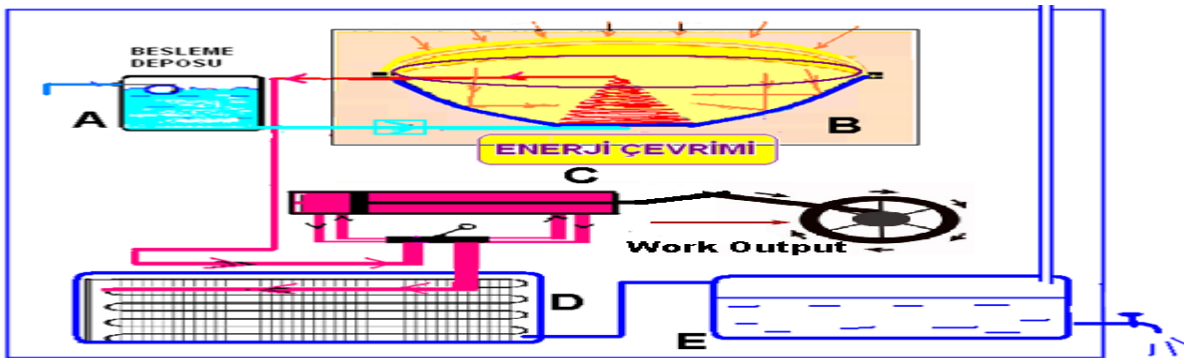 BESLEME
DEPOSU
A
B
ENERJİ ÇEVRİMİ
C
Work Output
D
E